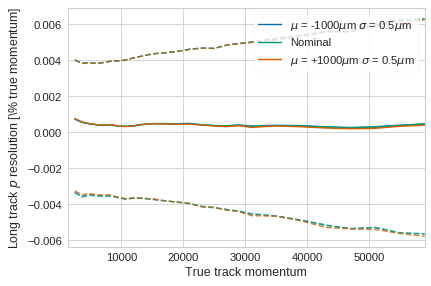 0.006
0.004
0.002
0.000
−0.002
−0.004
−0.006
Long track p resolution [\% true momentum]
μ = -1000μm σ = 0.5μm
Nominal
μ = +1000μm σ = 0.5μm
10000
20000
30000
40000
50000
True track momentum